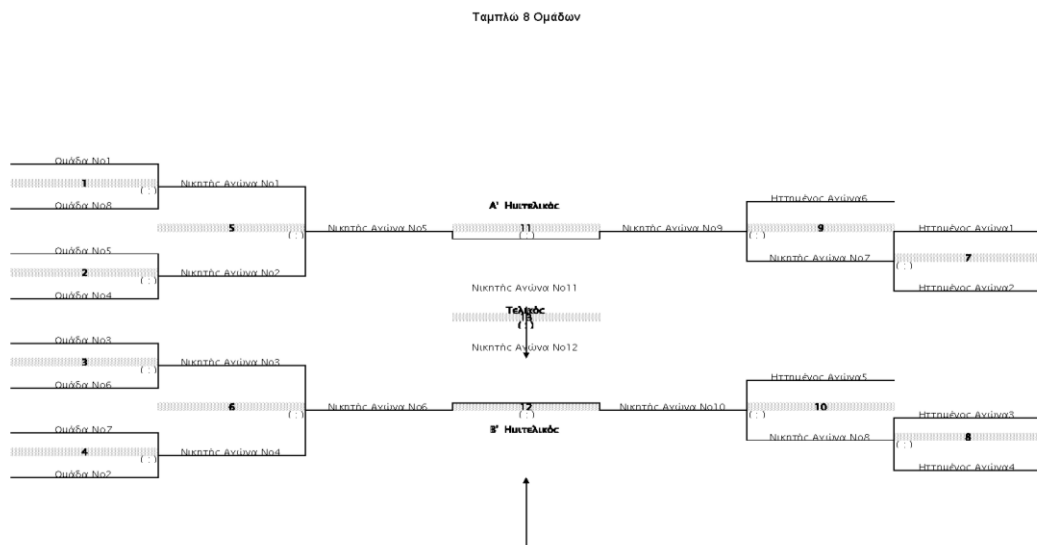 Ταμπλώ 8 Ομάδων
Ομάδα Νο1
1
( : )
Ομάδα Νο8
Νικητής Αγώνα Νο1
5
( : )
Ομάδα Νο5
2
( : )
Ομάδα Νο4
Νικητής Αγώνα Νο2
Νικητής Αγώνα Νο5
Α' Ημιτελικός
11
( : )
Νικητής Αγώνα Νο9
Ηττημένος Αγώνα6
9
( : )
Νικητής Αγώνα Νο7
Ηττημένος Αγώνα1
7
( : )
Ηττημένος Αγώνα2
Νικητής Αγώνα Νο11
Τελικός
13
( : )
Νικητής Αγώνα Νο12
Ομάδα Νο3
3
( : )
Ομάδα Νο6
Νικητής Αγώνα Νο3
6
( : )
Ομάδα Νο7
4
( : )
Ομάδα Νο2
Νικητής Αγώνα Νο4
Νικητής Αγώνα Νο6
12
( : )
Β' Ημιτελικός
Νικητής Αγώνα Νο10
Ηττημένος Αγώνα5
10
( : )
Νικητής Αγώνα Νο8
Ηττημένος Αγώνα3
8
( : )
Ηττημένος Αγώνα4